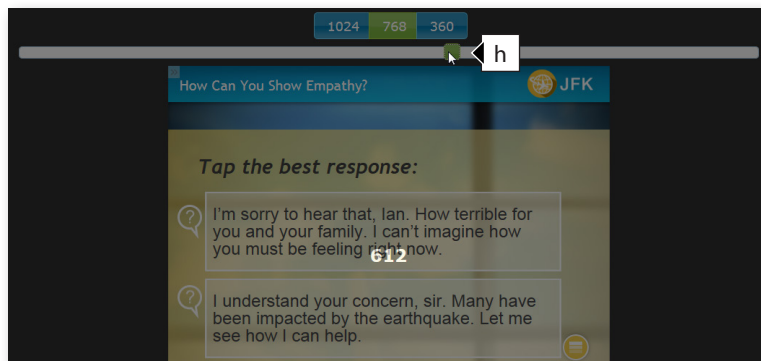 1024 768 360
h
How Can You Show Empathy?
JFK
Tap the best response:
I'm sorry to hear that, Ian. How terrible for
you and your family. I can't imagine how
you must be feeling right now.
612
I understand your concern, sir. Many have
been impacted by the earthquake. Let me
see how I can help.